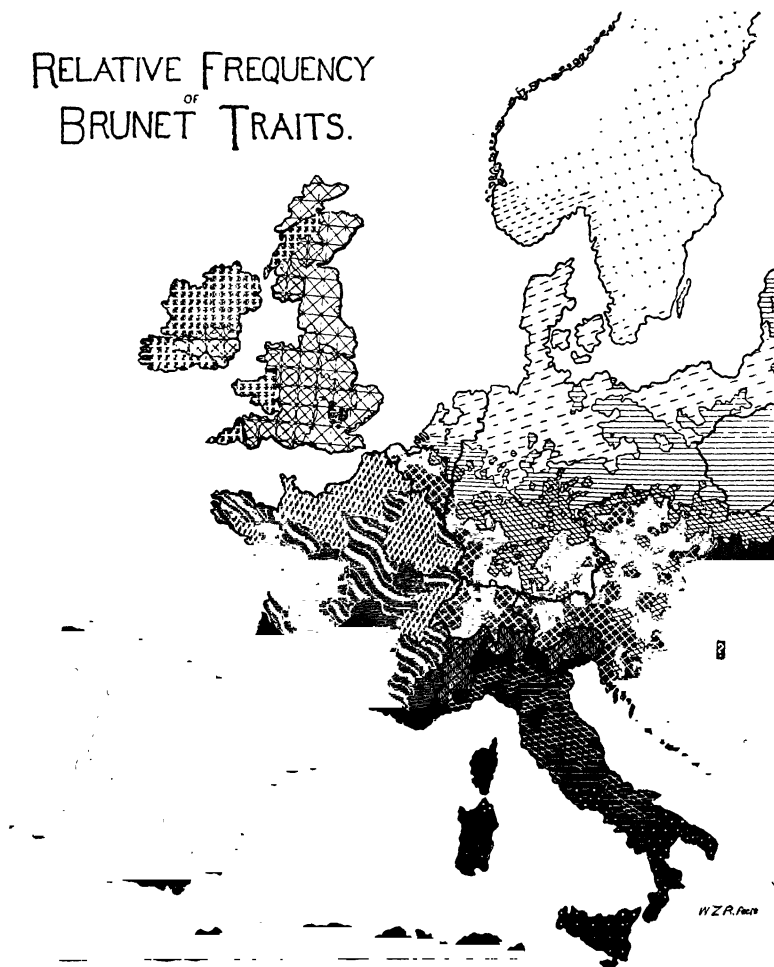 RELATIVE FREQUENCY
OF
BRUNET TRAITS.
?
W Z R. fecit